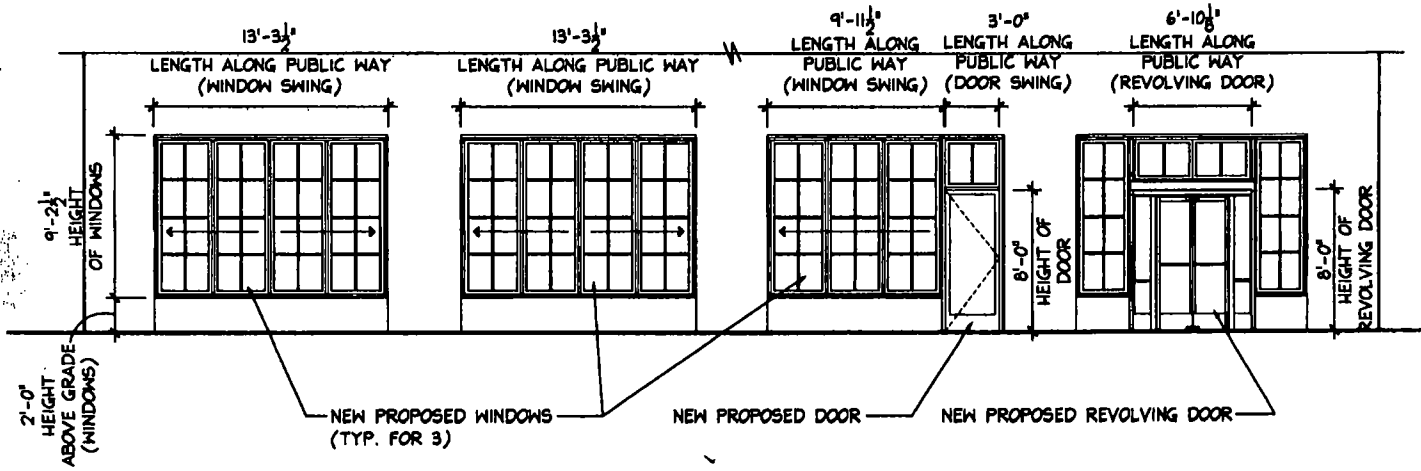 13'-3½"
LENGTH ALONG PUBLIC WAY
(WINDOW SWING)
13'-3½"
LENGTH ALONG PUBLIC WAY
(WINDOW SWING)
9'-11½"
LENGTH ALONG
PUBLIC WAY
(WINDOW SWING)
3'-0"
LENGTH ALONG
PUBLIC WAY
(DOOR SWING)
6'-10⅛"
LENGTH ALONG
PUBLIC WAY
(REVOLVING DOOR)
9'-2½"
HEIGHT
OF WINDOWS
8'-0"
HEIGHT OF
DOOR
8'-0"
HEIGHT OF
REVOLVING DOOR
2'-0"
HEIGHT
ABOVE GRADE
(WINDOWS)
NEW PROPOSED WINDOWS
(TYP. FOR 3)
NEW PROPOSED DOOR
NEW PROPOSED REVOLVING DOOR